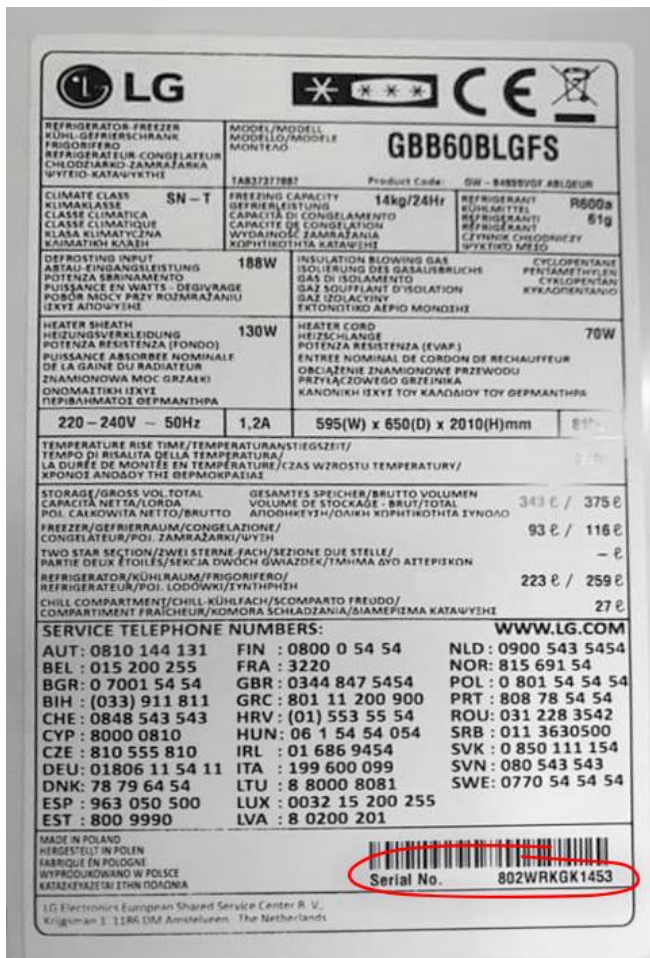 LG
CE
REFRIGERATOR-FREEZER
KÜHL-GEFRIERSCHRANK
FRIGORIFERO
REFRIGERATEUR-CONGELATEUR
CHŁODZIARKO-ZAMRAŻARKA
ΨΥΓΕΙΟ-ΚΑΤΑΨΥΚΤΗΣ
MODEL/MODELL
MODELLO/MODELE
ΜΟΝΤΕΛΟ
GBB60BLGFS
Product Code:
CLIMATE CLASS SN – T
KLIMAKLASSE
CLASSE CLIMATICA
CLASSE CLIMATIQUE
KLASA KLIMATYCZNA
ΚΛΙΜΑΤΙΚΗ ΚΛΑΣΗ
FREEZING CAPACITY 14kg/24Hr
GEFRIERLEISTUNG
CAPACITÀ DI CONGELAMENTO
CAPACITE DE CONGELATION
WYDAJNOŚĆ ZAMRAŻANIA
ΧΩΡΗΤΙΚΟΤΗΤΑ ΚΑΤΑΨΥΞΗΣ
REFRIGERANT R600a
KÜHLMITTEL 61g
REFRIGERANTI
REFRIGERANT
CZYNNIK CHŁODNICZY
ΨΥΚΤΙΚΟ ΜΕΣΟ
DEFROSTING INPUT 188W
ABTAU-EINGANGSLEISTUNG
POTENZA SBRINAMENTO
PUISSANCE EN WATTS - DEGIVRAGE
POBÓR MOCY PRZY ROZMRAŻANIU
ΙΣΧΥΣ ΑΠΟΨΥΞΗΣ
INSULATION BLOWING GAS CYCLOPENTANE
ISOLIERUNG DES GASAUSBRUCHS PENTAMETHYLEN
GAS DI ISOLAMENTO CYKLOPENTAN
GAZ SOUFFLANT D'ISOLATION ΚΥΚΛΟΠΕΝΤΑΝΙΟ
GAZ IZOLACYJNY
ΕΚΤΟΝΩΤΙΚΟ ΑΕΡΙΟ ΜΟΝΩΣΗΣ
HEATER SHEATH 130W
HEIZUNGSVERKLEIDUNG
POTENZA RESISTENZA (FONDO)
PUISSANCE ABSORBEE NOMINALE
DE LA GAINE DU RADIATEUR
ZNAMIONOWA MOC GRZAŁKI
ΟΝΟΜΑΣΤΙΚΗ ΙΣΧΥΣ
ΠΕΡΙΒΛΗΜΑΤΟΣ ΘΕΡΜΑΝΤΗΡΑ
HEATER CORD 70W
HEIZSCHLANGE
POTENZA RESISTENZA (EVAP.)
ENTREE NOMINAL DE CORDON DE RECHAUFFEUR
OBCIĄŻENIE ZNAMIONOWE PRZEWODU
PRZYŁĄCZOWEGO GRZEJNIKA
ΚΑΝΟΝΙΚΗ ΙΣΧΥΣ ΤΟΥ ΚΑΛΩΔΙΟΥ ΤΟΥ ΘΕΡΜΑΝΤΗΡΑ
220 – 240V ~ 50Hz 1,2A 595(W) x 650(D) x 2010(H)mm
TEMPERATURE RISE TIME/TEMPERATURANSTIEGSZEIT/
TEMPO DI RISALITA DELLA TEMPERATURA/
LA DURÉE DE MONTÉE EN TEMPÉRATURE/CZAS WZROSTU TEMPERATURY/
ΧΡΟΝΟΣ ΑΝΟΔΟΥ ΤΗΣ ΘΕΡΜΟΚΡΑΣΙΑΣ
STORAGE/GROSS VOL.TOTAL GESAMTES SPEICHER/BRUTTO VOLUMEN
CAPACITÀ NETTA/LORDA VOLUME DE STOCKAGE - BRUT/TOTAL 343 ℓ / 375 ℓ
POJ. CAŁKOWITA NETTO/BRUTTO ΑΠΟΘΗΚΕΥΣΗ/ΟΛΙΚΗ ΧΩΡΗΤΙΚΟΤΗΤΑ ΣΥΝΟΛΟ
FREEZER/GEFRIERRAUM/CONGELAZIONE/ 93 ℓ / 116 ℓ
CONGELATEUR/POJ. ZAMRAŻARKI/ΨΥΞΗ
TWO STAR SECTION/ZWEI STERNE-FACH/SEZIONE DUE STELLE/ – ℓ
PARTIE DEUX ÉTOILES/SEKCJA DWÓCH GWIAZDEK/ΤΜΗΜΑ ΔΥΟ ΑΣΤΕΡΙΣΚΩΝ
REFRIGERATOR/KÜHLRAUM/FRIGORIFERO/ 223 ℓ / 259 ℓ
REFRIGERATEUR/POJ. LODÓWKI/ΣΥΝΤΗΡΗΣΗ
CHILL COMPARTMENT/CHILL-KÜHLFACH/SCOMPARTO FREUDO/ 27 ℓ
COMPARTIMENT FRAÎCHEUR/KOMORA SCHŁADZANIA/ΔΙΑΜΕΡΙΣΜΑ ΚΑΤΑΨΥΞΗΣ
SERVICE TELEPHONE NUMBERS: WWW.LG.COM
AUT: 0810 144 131 FIN : 0800 0 54 54 NLD : 0900 543 5454
BEL : 015 200 255 FRA : 3220 NOR: 815 691 54
BGR: 0 7001 54 54 GBR : 0344 847 5454 POL : 0 801 54 54 54
BIH : (033) 911 811 GRC : 801 11 200 900 PRT : 808 78 54 54
CHE : 0848 543 543 HRV : (01) 553 55 54 ROU: 031 228 3542
CYP : 8000 0810 HUN: 06 1 54 54 054 SRB : 011 3630500
CZE : 810 555 810 IRL : 01 686 9454 SVK : 0 850 111 154
DEU: 01806 11 54 11 ITA : 199 600 099 SVN : 080 543 543
DNK: 78 79 64 54 LTU : 8 8000 8081 SWE: 0770 54 54 54
ESP : 963 050 500 LUX : 0032 15 200 255
EST : 800 9990 LVA : 8 0200 201
MADE IN POLAND
HERGESTELLT IN POLEN
FABRIQUE ÉN POLOGNE
WYPRODUKOWANO W POLSCE
ΚΑΤΑΣΚΕΥΑΖΕΤΑΙ ΣΤΗΝ ΠΟΛΩΝΙΑ
Serial No. 802WRKGK1453
LG Electronics European Shared Service Center B. V.,
Krijgsman 1, 1186 DM Amstelveen, The Netherlands